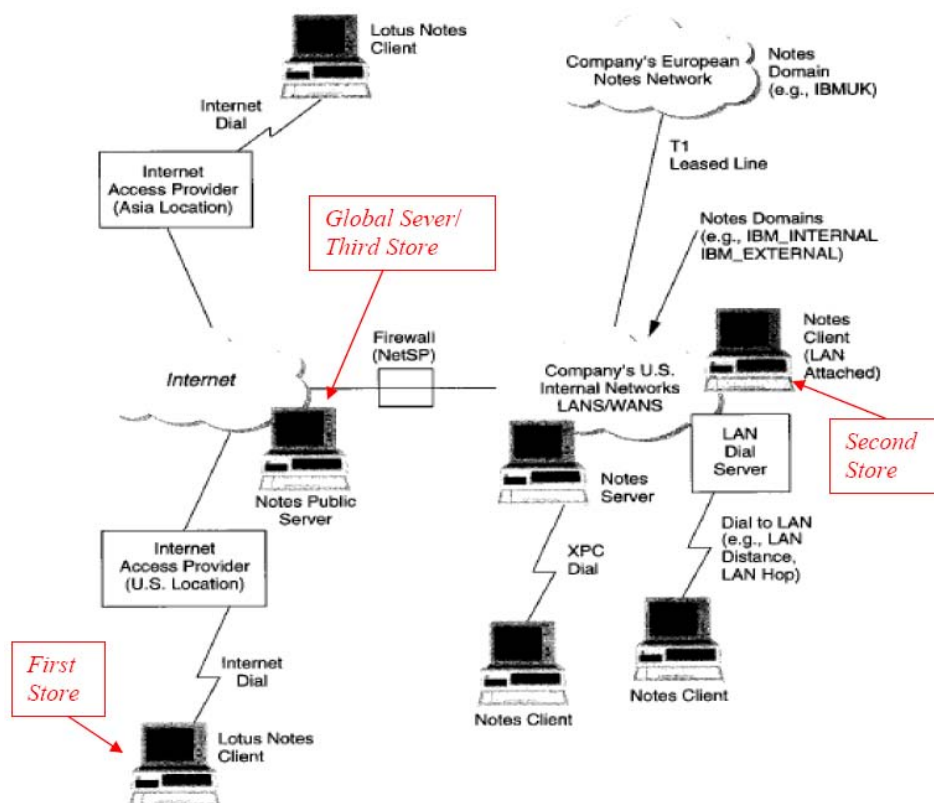 Lotus Notes
Client
Internet
Dial
Internet
Access Provider
(Asia Location)
Company's European
Notes Network
Notes
Domain
(e.g., IBMUK)
T1
Leased Line
Global Sever/
Third Store
Notes Domains
(e.g., IBM_INTERNAL
IBM_EXTERNAL)
Internet
Firewall
(NetSP)
Company's U.S.
Internal Networks
LANS/WANS
Notes
Client
(LAN
Attached)
Notes Public
Server
Notes
Server
LAN
Dial
Server
Second
Store
Internet
Access Provider
(U.S. Location)
XPC
Dial
Dial to LAN
(e.g., LAN
Distance,
LAN Hop)
First
Store
Internet
Dial
Notes Client
Notes Client
Lotus Notes
Client